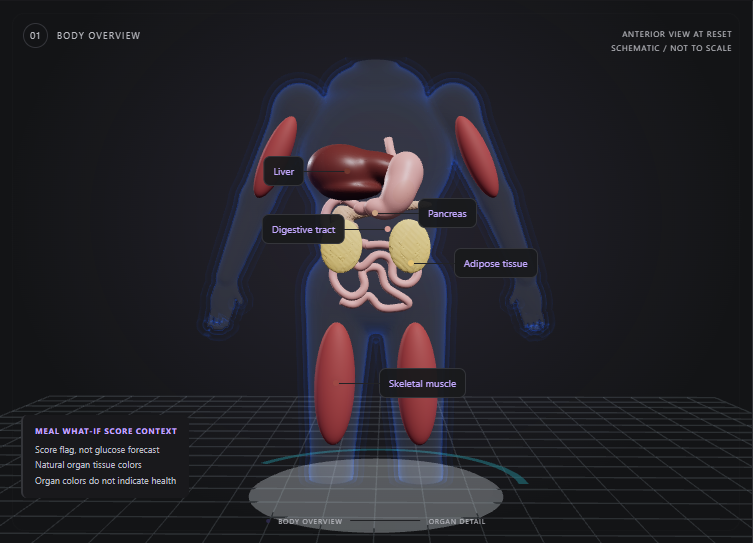 01 BODY OVERVIEW
ANTERIOR VIEW AT RESET
SCHEMATIC / NOT TO SCALE
Liver
Pancreas
Digestive tract
Adipose tissue
Skeletal muscle
MEAL WHAT-IF SCORE CONTEXT
Score flag, not glucose forecast
Natural organ tissue colors
Organ colors do not indicate health
BODY OVERVIEW ORGAN DETAIL